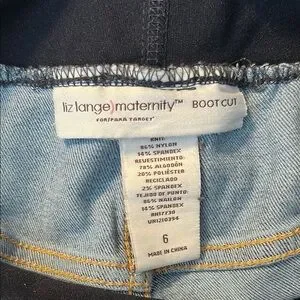 liz lange) maternity™ BOOT CUT
FOR/PARA TARGET®
KNIT:
86% NYLON
14% SPANDEX
REVESTIMIENTO:
78% ALGODÓN
20% POLIÉSTER
RECICLADO
2% SPANDEX
TEJIDO DE PUNTO:
86% NAILON
14% SPANDEX
RN17730
6
MADE IN CHINA